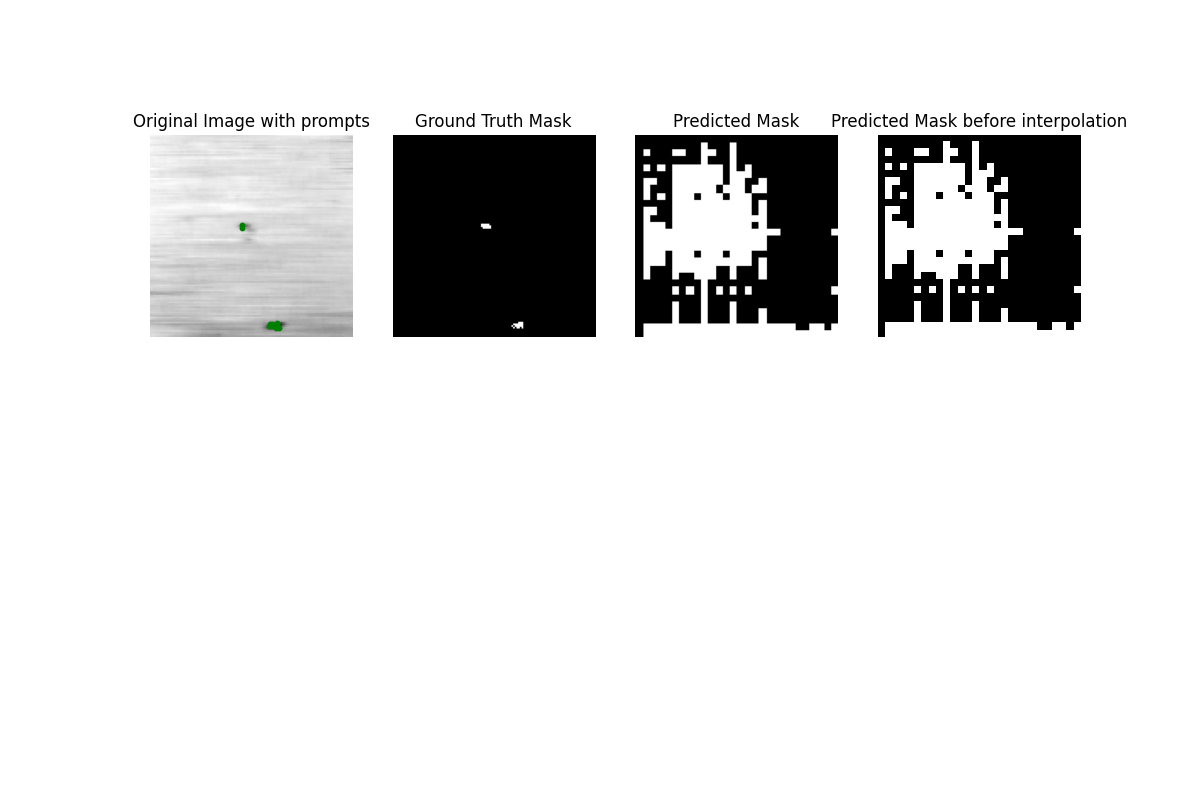 Original Image with prompts
Ground Truth Mask
Predicted Mask
Predicted Mask before interpolation